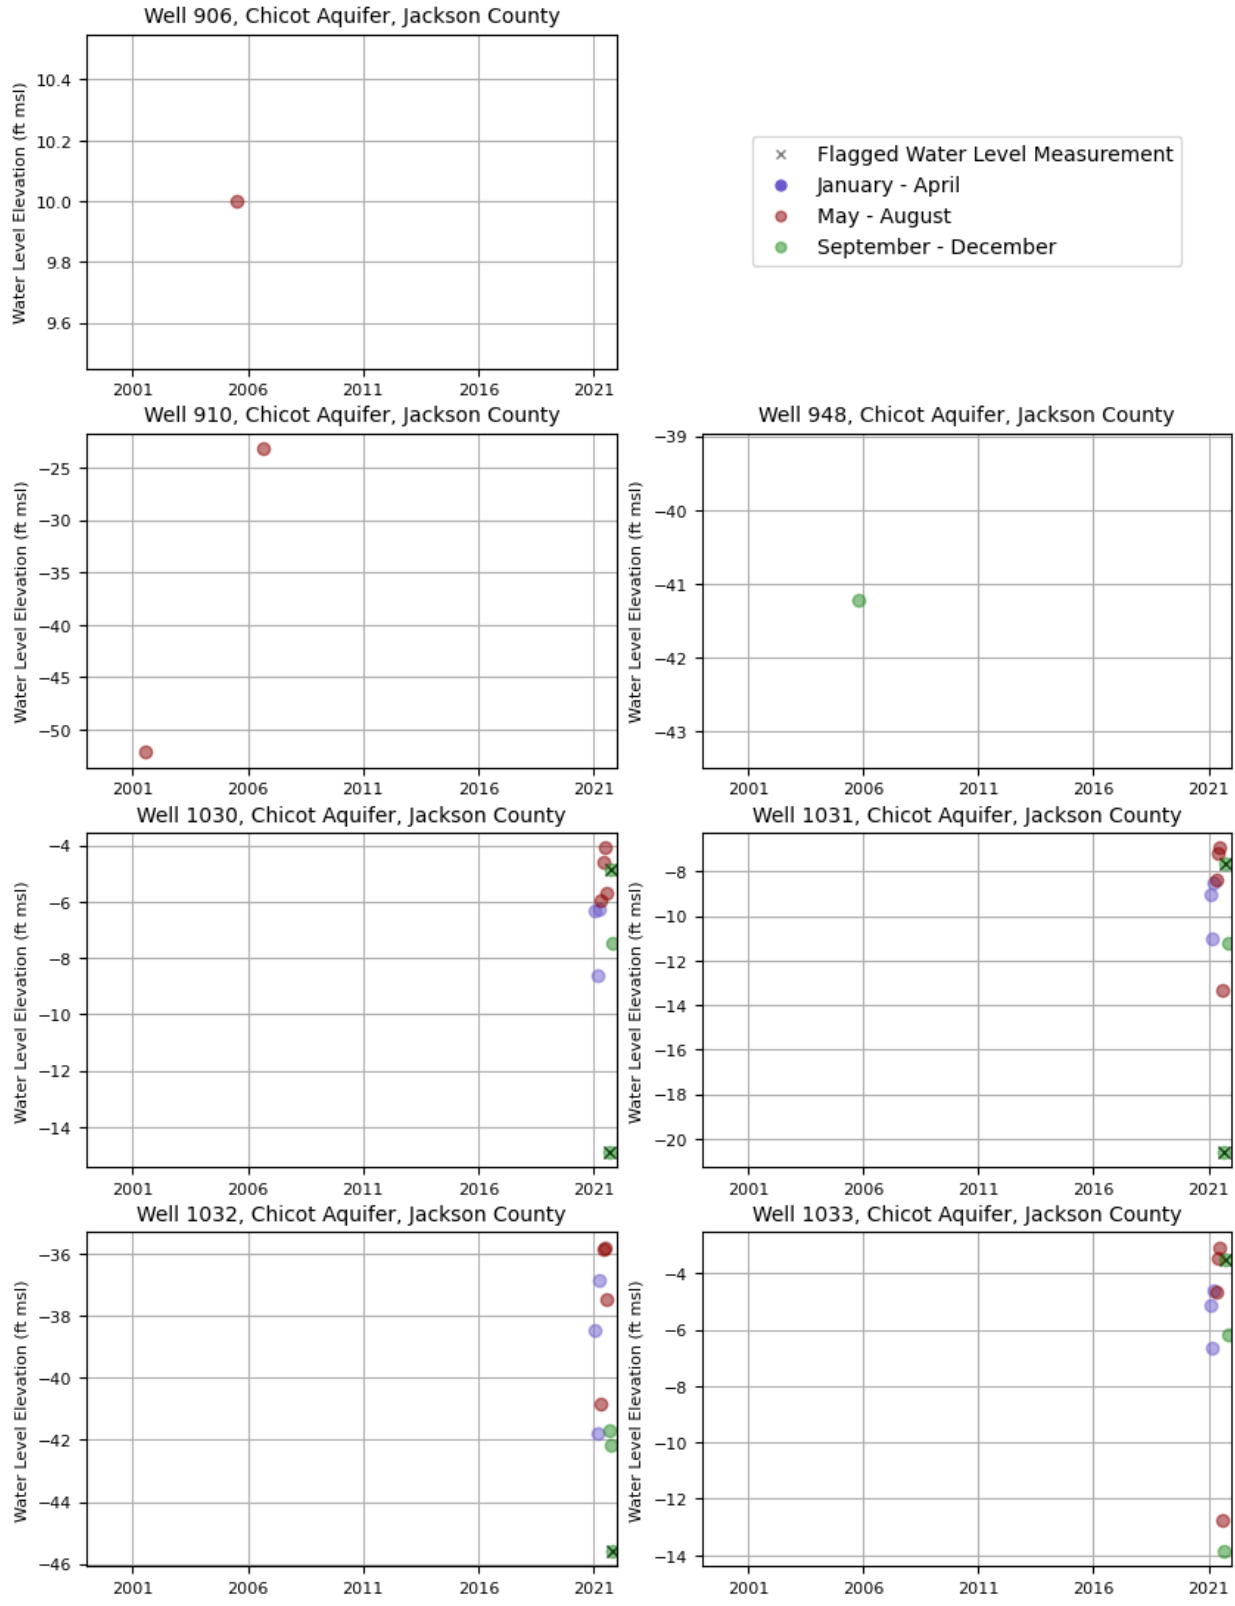 Well 906, Chicot Aquifer, Jackson County
Water Level Elevation (ft msl)
10.4
10.2
10.0
9.8
9.6
2001 2006 2011 2016 2021
Flagged Water Level Measurement
January - April
May - August
September - December
Well 910, Chicot Aquifer, Jackson County
Water Level Elevation (ft msl)
−25
−30
−35
−40
−45
−50
2001 2006 2011 2016 2021
Well 948, Chicot Aquifer, Jackson County
Water Level Elevation (ft msl)
−39
−40
−41
−42
−43
2001 2006 2011 2016 2021
Well 1030, Chicot Aquifer, Jackson County
Water Level Elevation (ft msl)
−4
−6
−8
−10
−12
−14
2001 2006 2011 2016 2021
Well 1031, Chicot Aquifer, Jackson County
Water Level Elevation (ft msl)
−8
−10
−12
−14
−16
−18
−20
2001 2006 2011 2016 2021
Well 1032, Chicot Aquifer, Jackson County
Water Level Elevation (ft msl)
−36
−38
−40
−42
−44
−46
2001 2006 2011 2016 2021
Well 1033, Chicot Aquifer, Jackson County
Water Level Elevation (ft msl)
−4
−6
−8
−10
−12
−14
2001 2006 2011 2016 2021